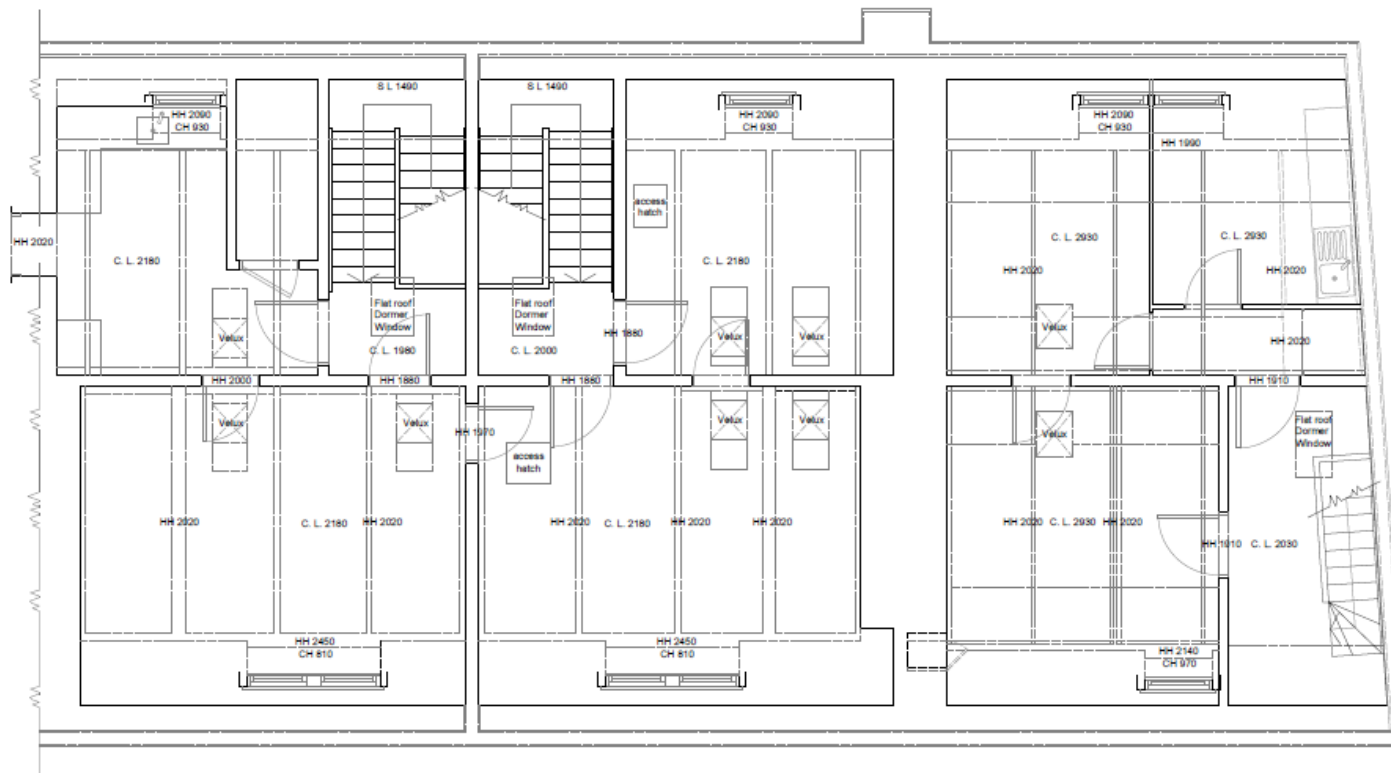 S L 1490
S L 1490
HH 2090
CH 930
HH 2090
CH 930
HH 2090
CH 930
HH 1990
access
hatch
HH 2020
C. L. 2180
C. L. 2180
C. L. 2930
C. L. 2930
HH 2020
HH 2020
Flat roof
Dormer
Window
Flat roof
Dormer
Window
Velux
HH 1880
Velux
Velux
Velux
C. L. 1980
C. L. 2000
HH 2020
HH 2000
HH 1880
HH 1880
HH 1910
Velux
Velux
Velux
Velux
Velux
Flat roof
Dormer
Window
HH 1970
access
hatch
HH 2020
C. L. 2180
HH 2020
HH 2020
C. L. 2180
HH 2020
HH 2020
HH 2020
C. L. 2930
HH 2020
HH 1910
C. L. 2030
HH 2450
CH 810
HH 2450
CH 810
HH 2140
CH 970